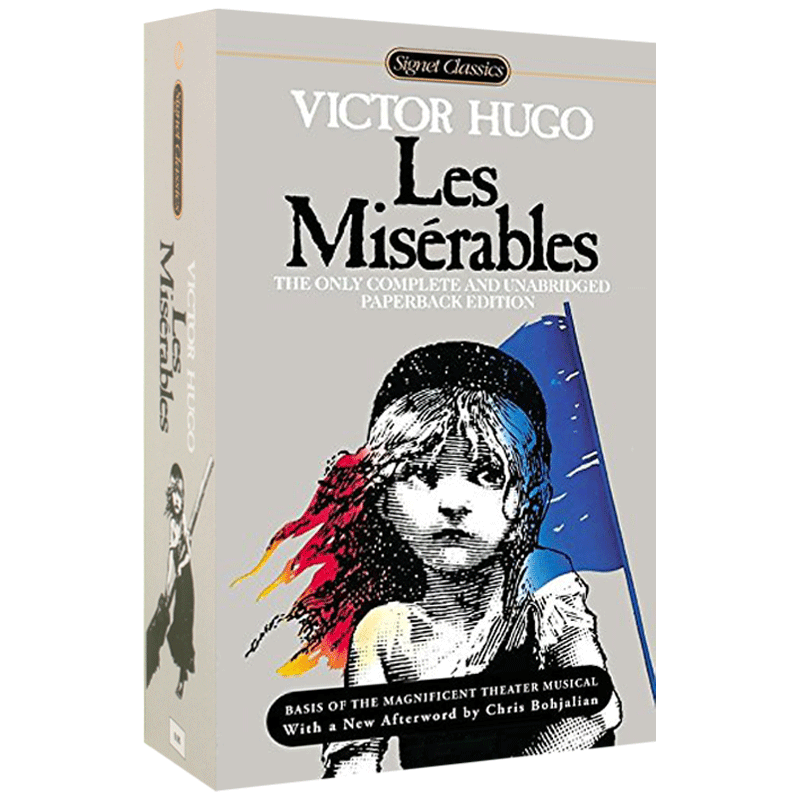 Signet Classics
VICTOR HUGO
Les
Misérables
THE ONLY COMPLETE AND UNABRIDGED
PAPERBACK EDITION
BASIS OF THE MAGNIFICENT THEATER MUSICAL
With a New Afterword by Chris Bohjalian
Signet Classics
VICTOR HUGO
Les
Misérables